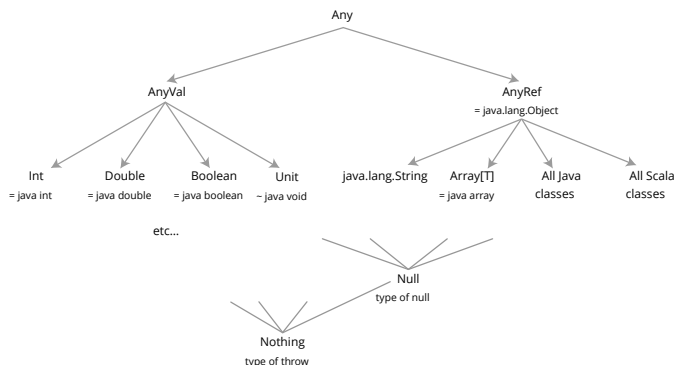 Any
AnyVal
AnyRef
= java.lang.Object
Int
Double
Boolean
Unit
java.lang.String
Array[T]
All Java
All Scala
= java int
= java double
= java boolean
~ java void
= java array
classes
classes
etc...
Null
type of null
Nothing
type of throw